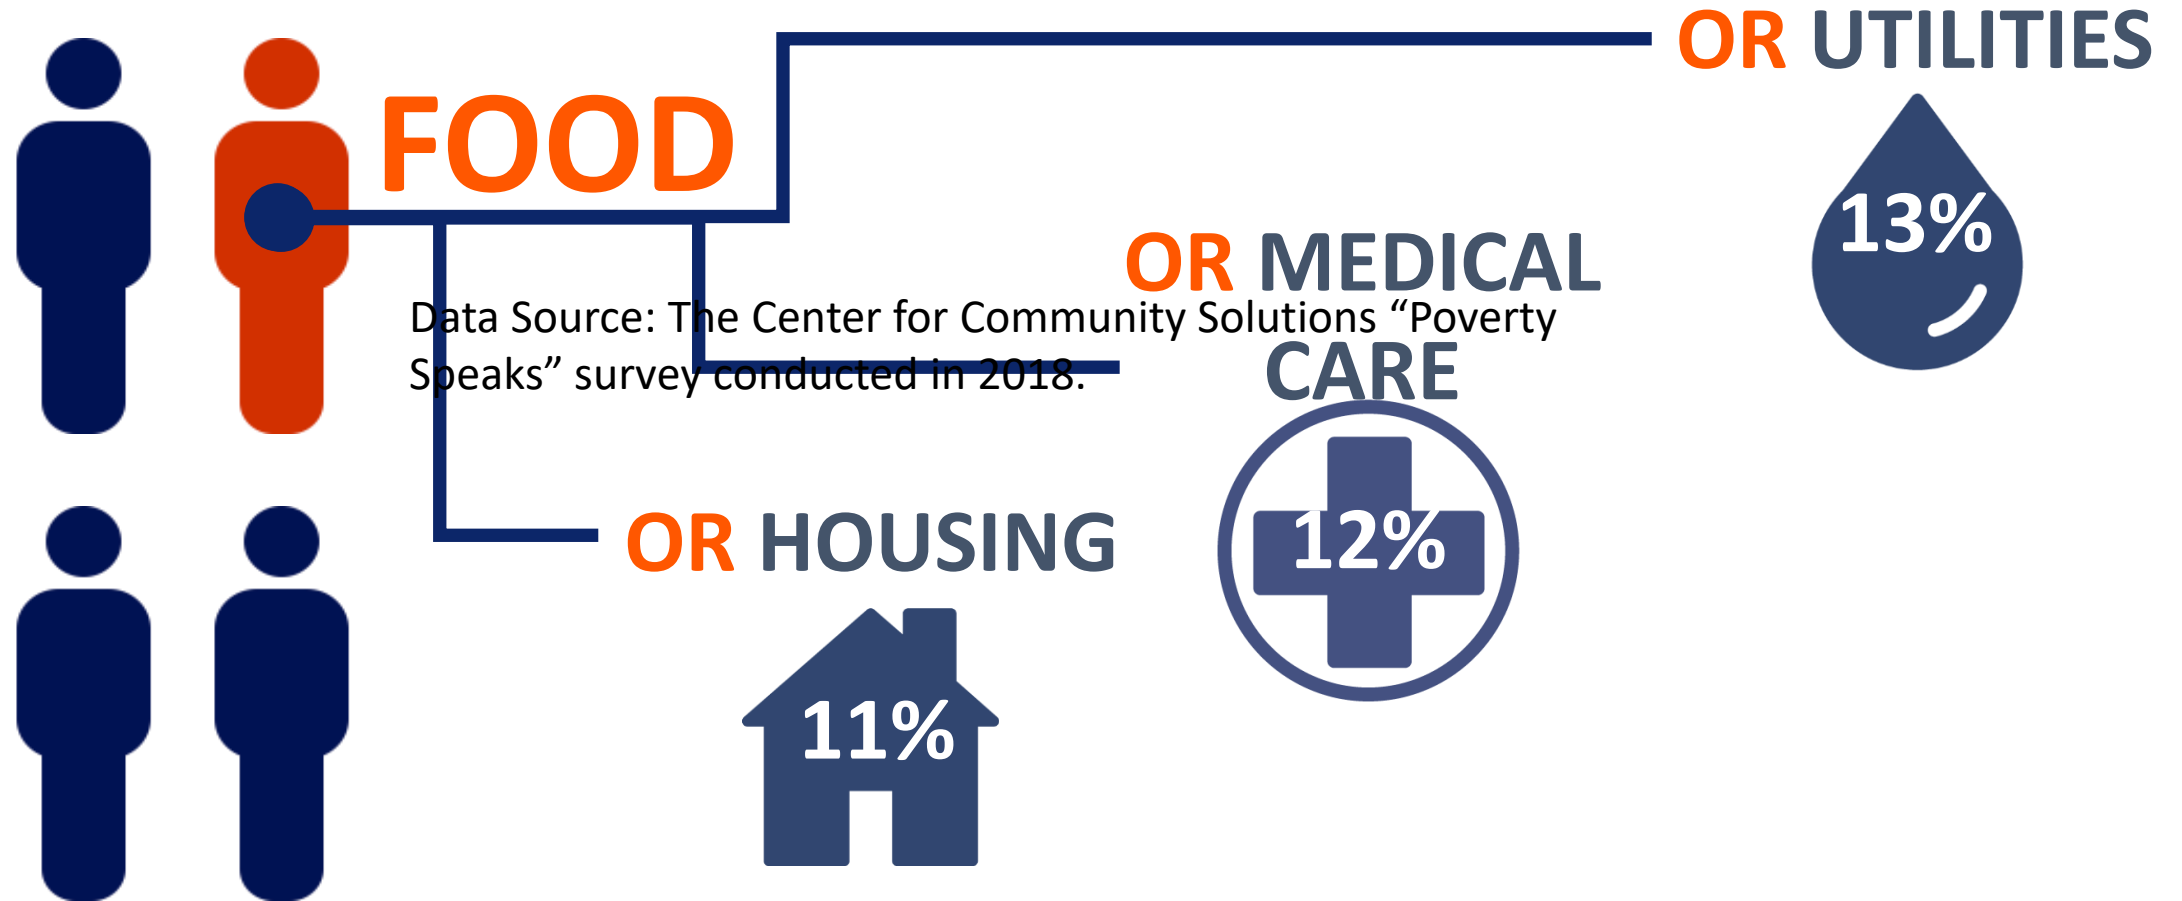 OR UTILITIES
13%
FOOD
OR MEDICAL
CARE
12%
Data Source: The Center for Community Solutions “Poverty
Speaks” survey conducted in 2018.
OR HOUSING
11%